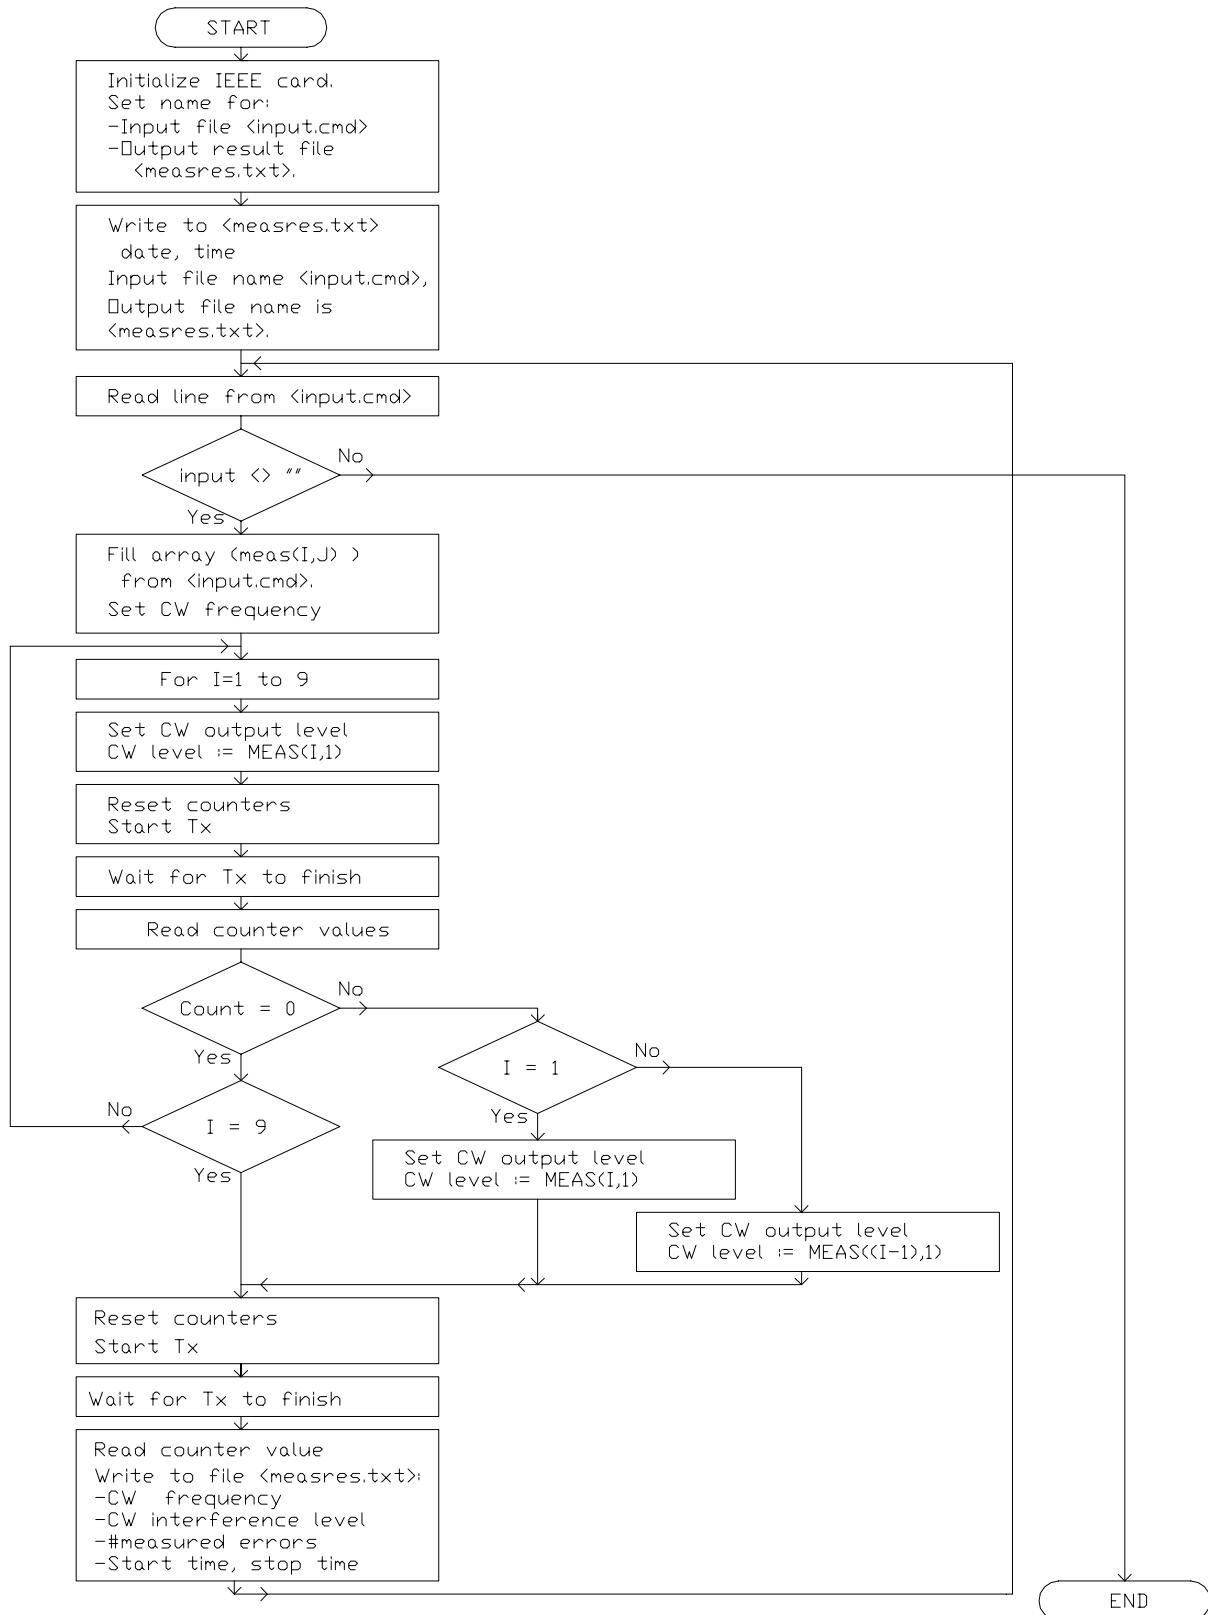 START
Initialize IEEE card.
Set name for:
-Input file <input.cmd>
-Output result file
<measres.txt>.
Write to <measres.txt>
date, time
Input file name <input.cmd>,
Output file name is
<measres.txt>.
Read line from <input.cmd>
input <> ""
No
Yes
Fill array (meas(I,J) )
from <input.cmd>.
Set CW frequency
For I=1 to 9
Set CW output level
CW level := MEAS(I,1)
Reset counters
Start Tx
Wait for Tx to finish
Read counter values
Count = 0
No
Yes
I = 1
No
Yes
I = 9
No
Yes
Set CW output level
CW level := MEAS(I,1)
Set CW output level
CW level := MEAS((I-1),1)
Reset counters
Start Tx
Wait for Tx to finish
Read counter value
Write to file <measres.txt>:
-CW frequency
-CW interference level
-#measured errors
-Start time, stop time
END